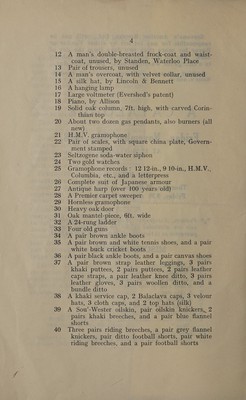 4
12 A man's double-breasted frock-coat and waist-
coat, unused, by Standen, Waterloo Place
13 Pair of trousers, unused
14 A man's overcoat, with velvet collar, unused
15 A silk hat, by Lincoln & Bennett
16 A hanging lamp
17 Large voltmeter (Evershed's patent)
18 Piano, by Allison
19 Solid oak column, 7ft. high, with carved Corin-
thian top
20 About two dozen gas pendants, also burners (all
new)
21 H.M.V. gramophone
22 Pair of scales, with square china plate, Govern-
ment stamped
23 Seltzogene soda-water siphon
24 Two gold watches
25 Gramophone records: 12 12-in., 9 10-in., H.M.V.,
Columbia, etc., and a letterpress
26 Complete suit of Japanese armour
27 Antique harp (over 100 years old)
28 A Premier carpet sweeper
29 Hornless gramophone
30 Heavy oak door
31 Oak mantel-piece, 6ft. wide
32 A 24-rung ladder
33 Four old guns
34 A pair brown ankle boots
35 A pair brown and white tennis shoes, and a pair
white buck cricket boots
36 A pair black ankle boots, and a pair canvas shoes
37 A pair brown strap leather leggings, 3 pairs
khaki puttees, 2 pairs puttees, 2 pairs leather
cape straps, a pair leather knee ditto, 3 pairs
leather gloves, 3 pairs woollen ditto, and a
bundle ditto
38 A khaki service cap, 2 Balaclava caps, 3 velour
hats, 3 cloth caps, and 2 top hats (silk)
39 A Sou'-Wester oilskin, pair oilskin knickers, 2
pairs khaki breeches, and a pair blue flannel
shorts
40 Three pairs riding breeches, a pair grey flannel
knickers, pair ditto football shorts, pair white
riding breeches, and a pair football shorts